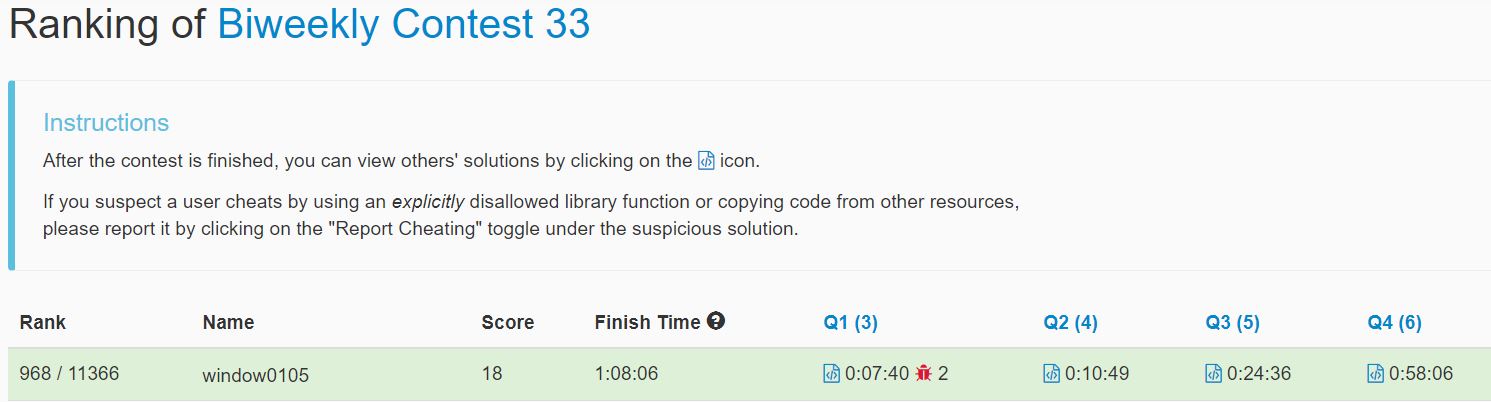 Ranking of Biweekly Contest 33
Instructions
After the contest is finished, you can view others' solutions by clicking on the </> icon.
If you suspect a user cheats by using an explicitly disallowed library function or copying code from other resources,
please report it by clicking on the "Report Cheating" toggle under the suspicious solution.
Rank Name Score Finish Time ? Q1 (3) Q2 (4) Q3 (5) Q4 (6)
968 / 11366 window0105 18 1:08:06 </> 0:07:40 2 </> 0:10:49 </> 0:24:36 </> 0:58:06